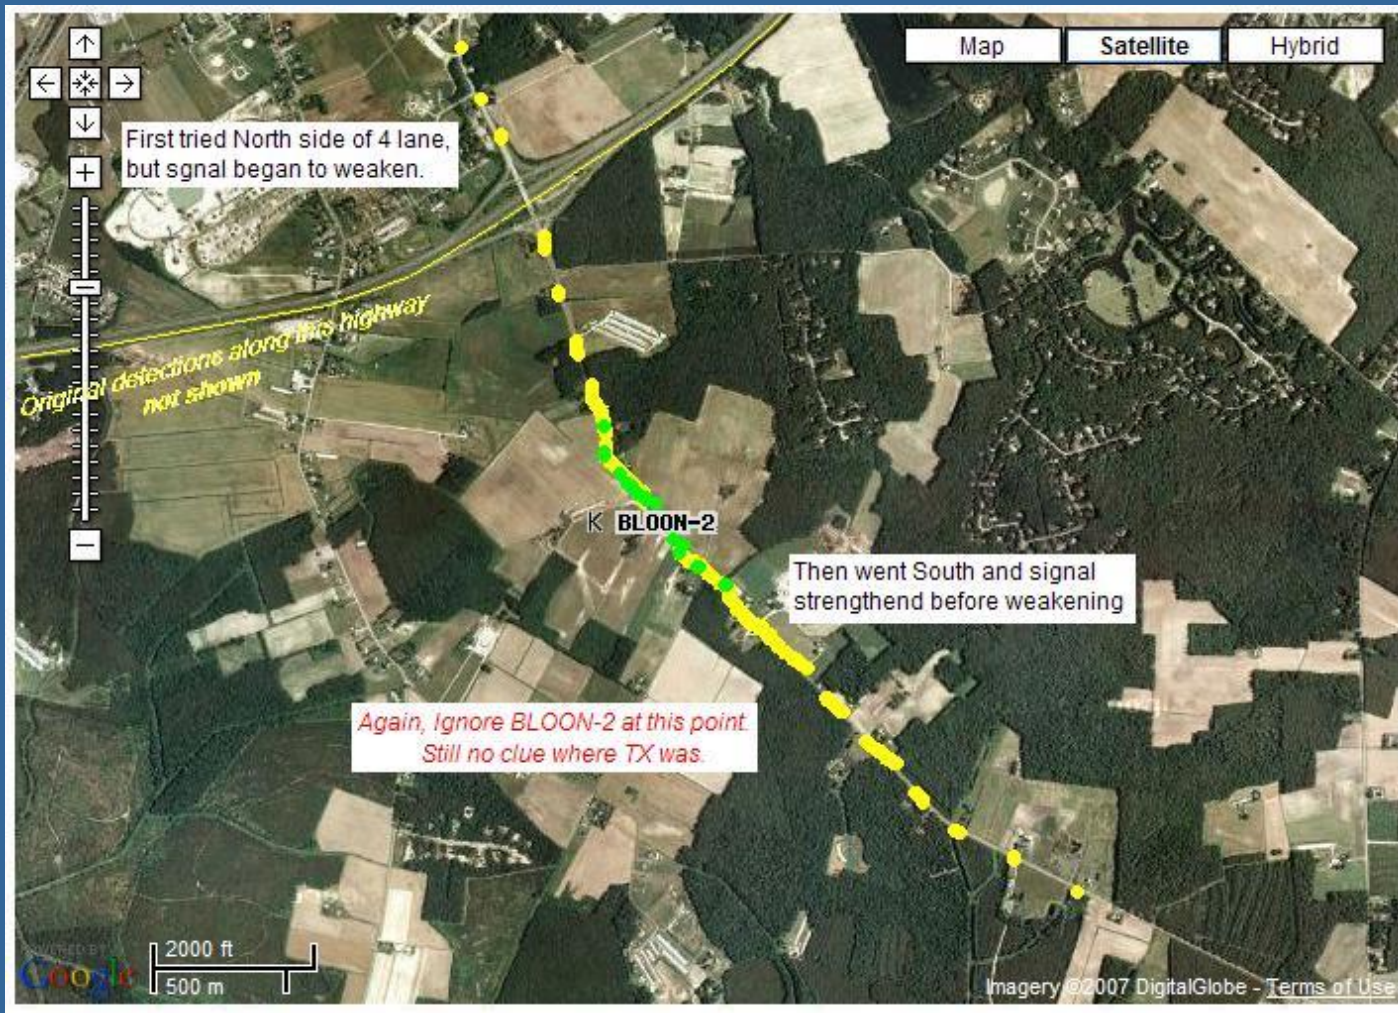 Map
Satellite
Hybrid
First tried North side of 4 lane,
but sgnal began to weaken.
Original detections along this highway
not shown
K BLOON-2
Then went South and signal
strengthend before weakening
Again, Ignore BLOON-2 at this point.
Still no clue where TX was.
POWERED BY
Google
2000 ft
500 m
Imagery ©2007 DigitalGlobe - Terms of Use